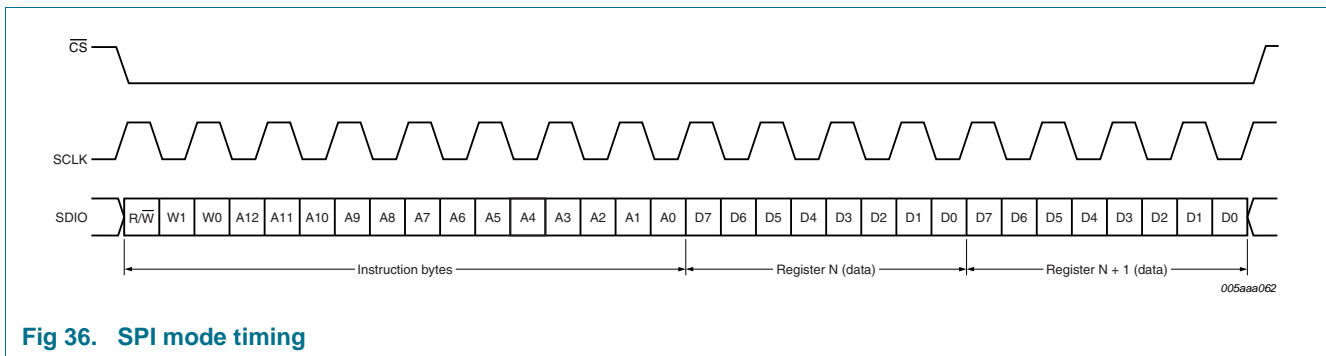 CS
SCLK
SDIO R/W W1 W0 A12 A11 A10 A9 A8 A7 A6 A5 A4 A3 A2 A1 A0 D7 D6 D5 D4 D3 D2 D1 D0 D7 D6 D5 D4 D3 D2 D1 D0
Instruction bytes Register N (data) Register N + 1 (data)
005aaa062
Fig 36. SPI mode timing